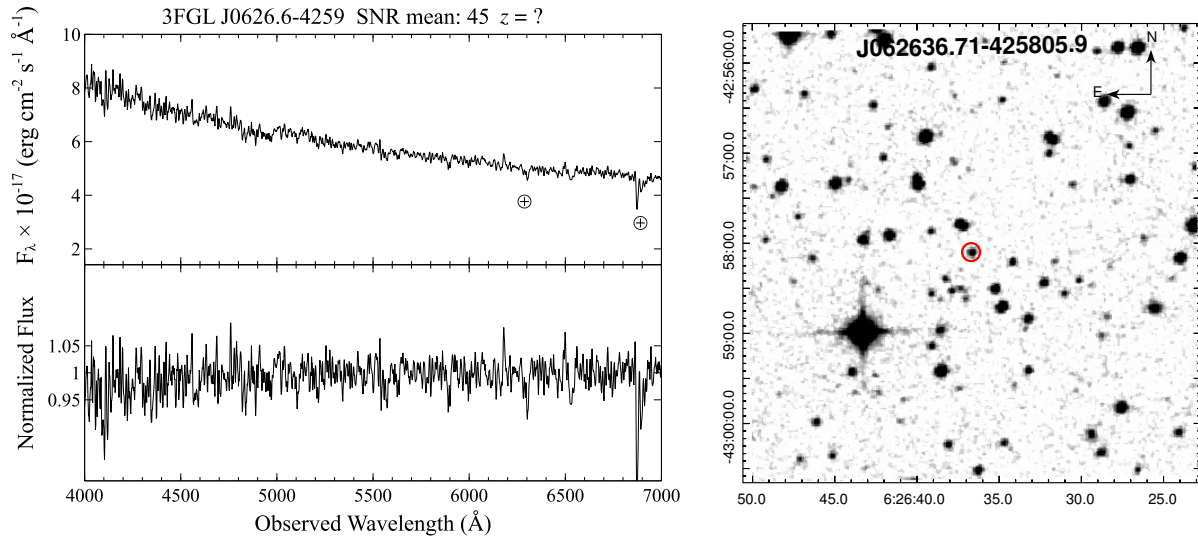 3FGL J0626.6-4259 SNR mean: 45 z = ?
10
8
6
4
2
F_λ × 10^-17 (erg cm^-2 s^-1 Å^-1)
⊕
⊕
1.05
1
0.95
Normalized Flux
4000 4500 5000 5500 6000 6500 7000
Observed Wavelength (Å)
J062636.71-425805.9
N
E
-42:56:00.0
57:00.0
58:00.0
59:00.0
-43:00:00.0
50.0 45.0 6:26:40.0 35.0 30.0 25.0